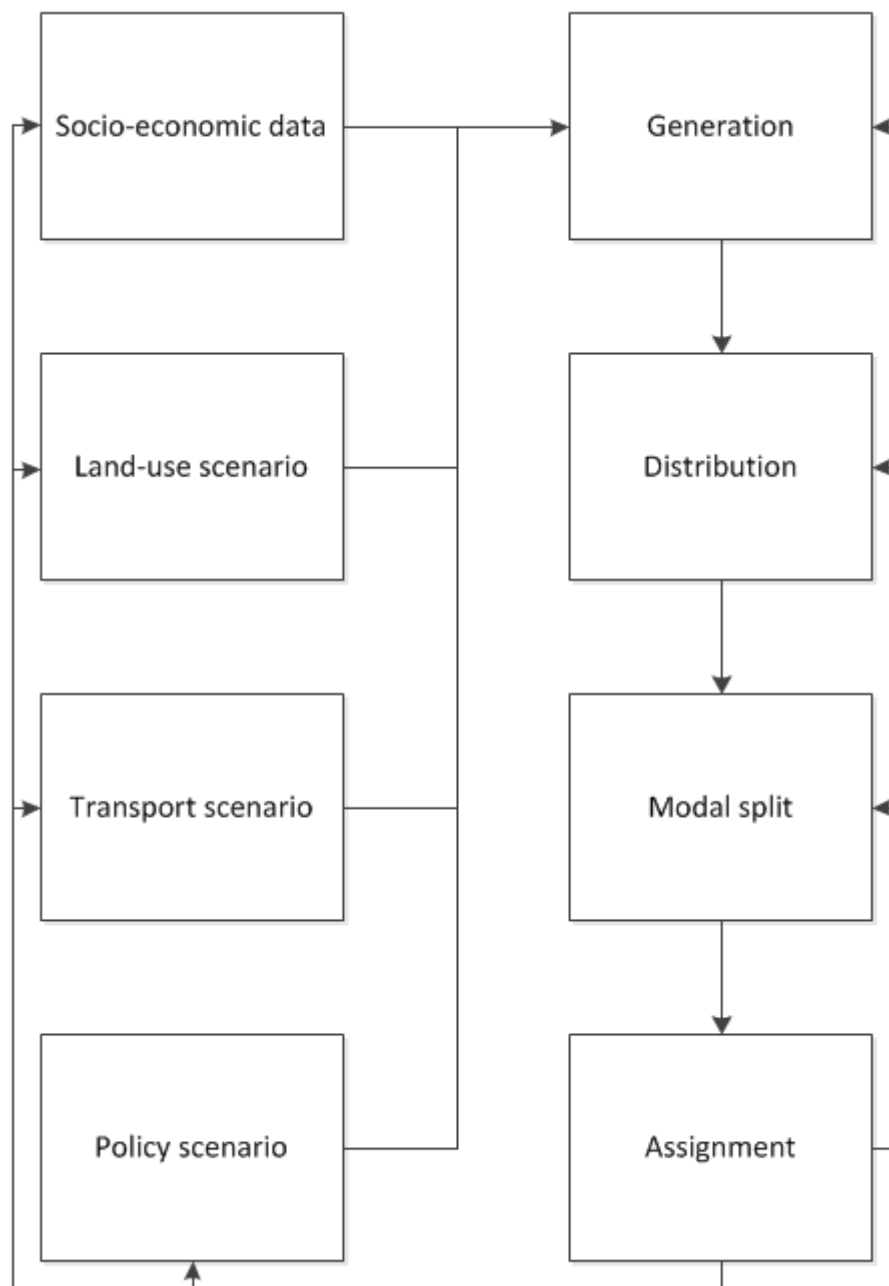 Socio-economic data
Generation
Land-use scenario
Distribution
Transport scenario
Modal split
Policy scenario
Assignment